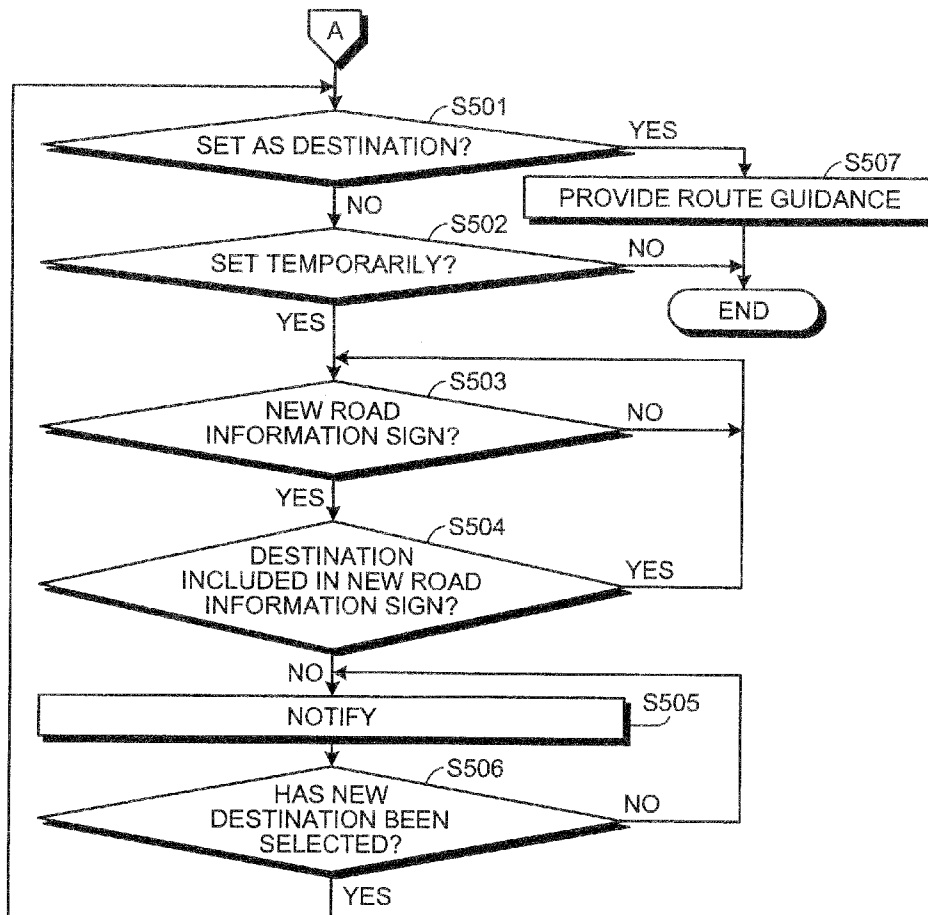 A
S501
SET AS DESTINATION?
YES
S507
PROVIDE ROUTE GUIDANCE
NO
S502
SET TEMPORARILY?
NO
END
YES
S503
NEW ROAD
INFORMATION SIGN?
NO
YES
S504
DESTINATION
INCLUDED IN NEW ROAD
INFORMATION SIGN?
YES
NO
NOTIFY
S505
S506
HAS NEW
DESTINATION BEEN
SELECTED?
NO
YES